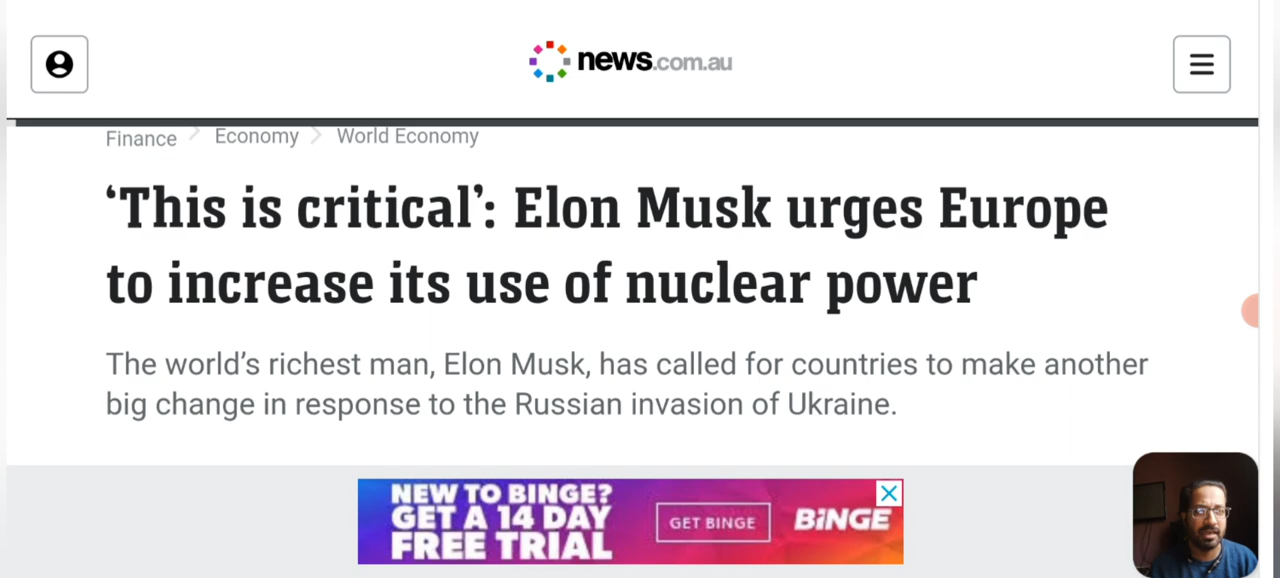 news.com.au
Finance > Economy > World Economy
‘This is critical’: Elon Musk urges Europe
to increase its use of nuclear power
The world’s richest man, Elon Musk, has called for countries to make another
big change in response to the Russian invasion of Ukraine.
NEW TO BINGE?
GET A 14 DAY
FREE TRIAL
GET BINGE
BiNGE